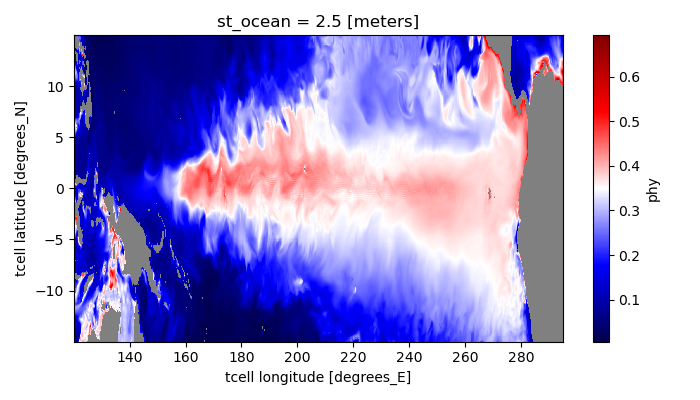 st_ocean = 2.5 [meters]
10
5
0
−5
−10
tcell latitude [degrees_N]
140 160 180 200 220 240 260 280
tcell longitude [degrees_E]
0.6
0.5
0.4
0.3
0.2
0.1
phy